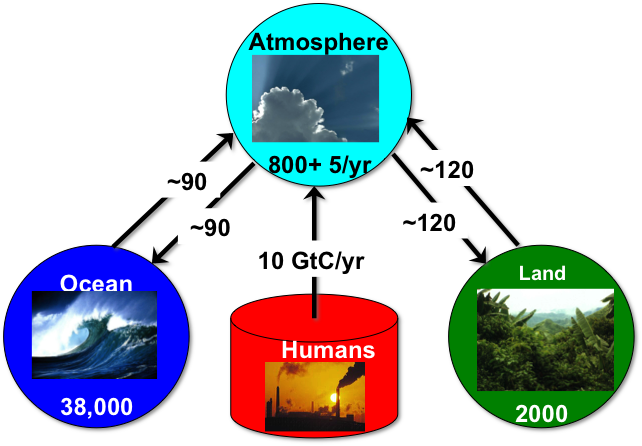 Atmosphere
800+ 5/yr
~90
~90
~120
~120
10 GtC/yr
Ocean
38,000
Humans
Land
2000